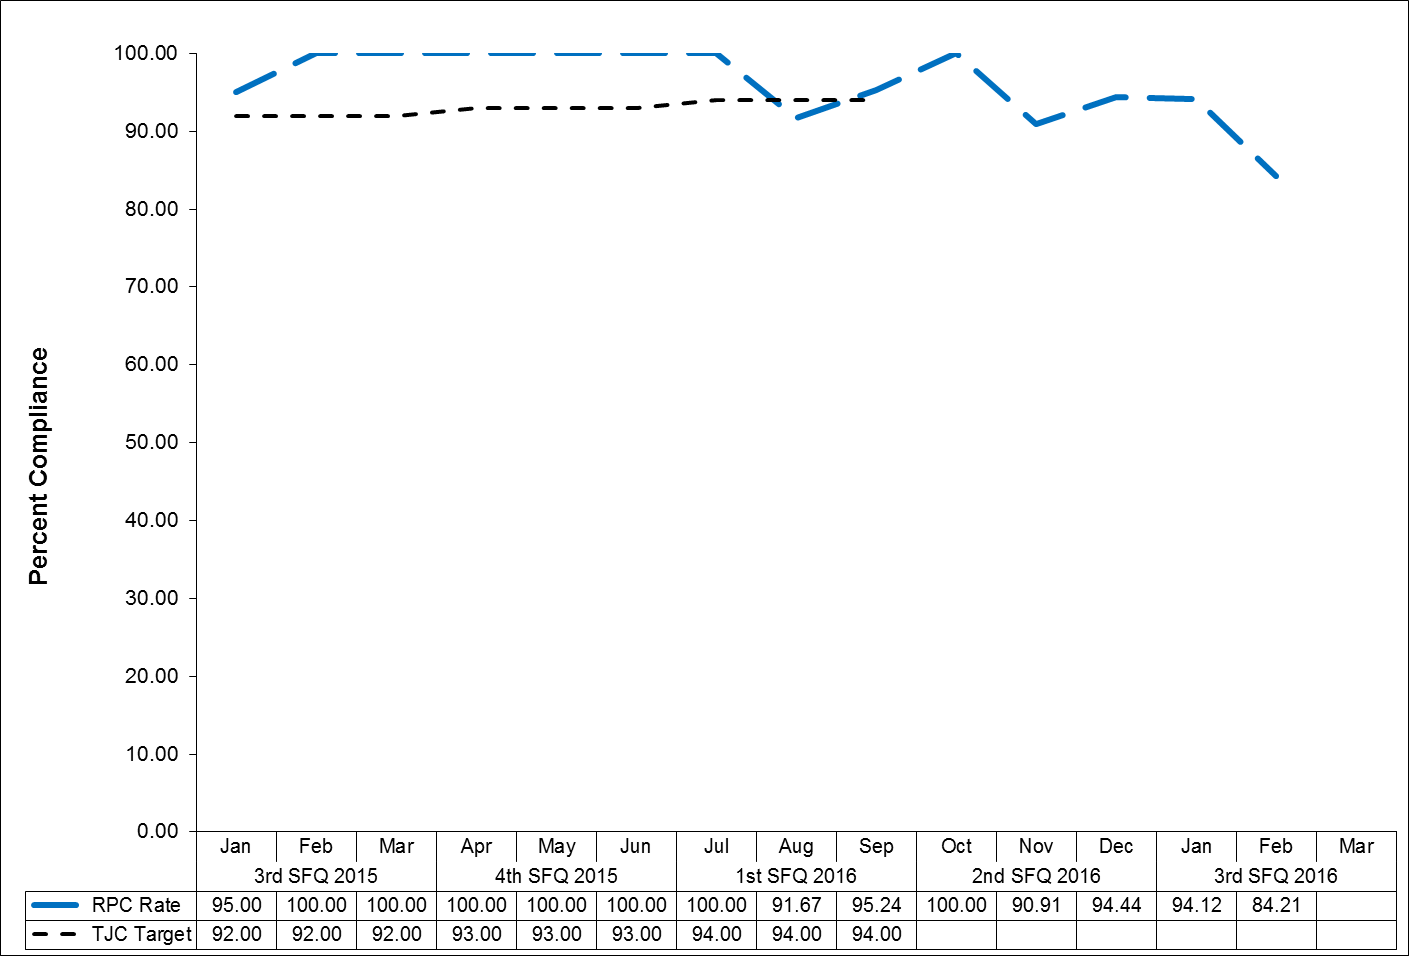 100.00
90.00
80.00
70.00
60.00
50.00
40.00
30.00
20.00
10.00
0.00
Percent Compliance
Jan Feb Mar Apr May Jun Jul Aug Sep Oct Nov Dec Jan Feb Mar
3rd SFQ 2015 4th SFQ 2015 1st SFQ 2016 2nd SFQ 2016 3rd SFQ 2016
RPC Rate 95.00 100.00 100.00 100.00 100.00 100.00 100.00 91.67 95.24 100.00 90.91 94.44 94.12 84.21
TJC Target 92.00 92.00 92.00 93.00 93.00 93.00 94.00 94.00 94.00